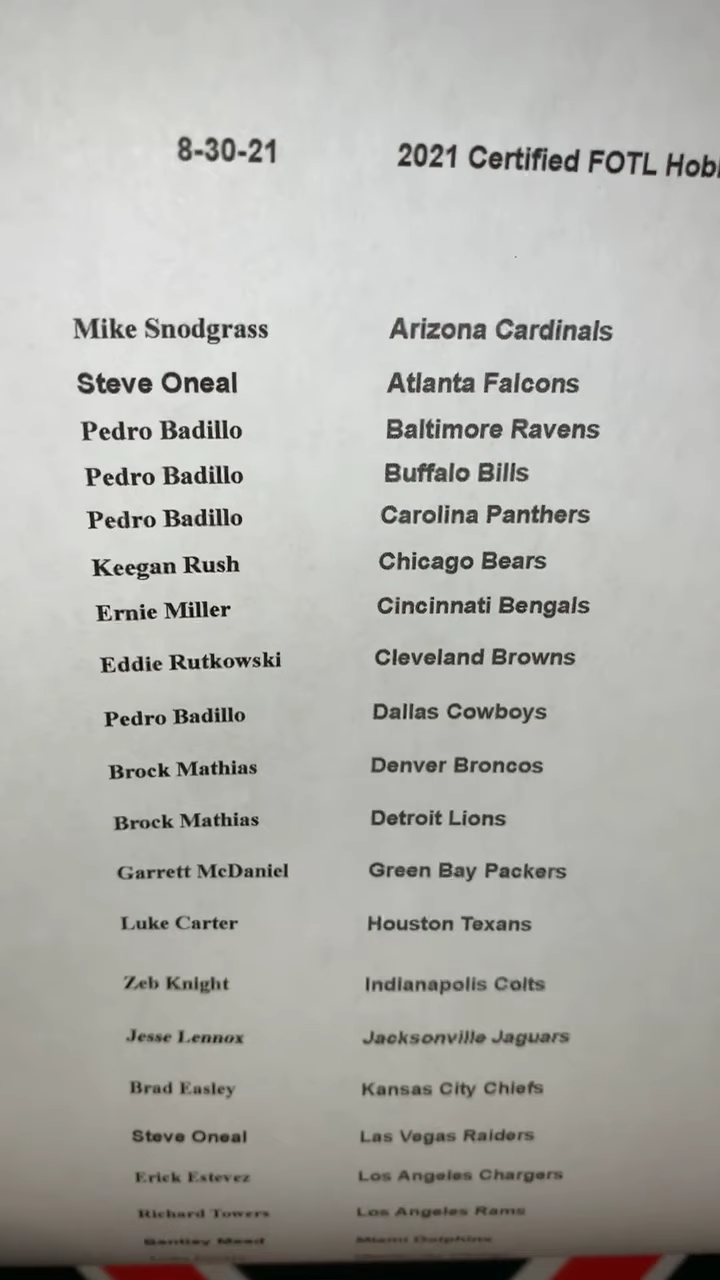 8-30-21 2021 Certified FOTL Hobb
Mike Snodgrass Arizona Cardinals
Steve Oneal Atlanta Falcons
Pedro Badillo Baltimore Ravens
Pedro Badillo Buffalo Bills
Pedro Badillo Carolina Panthers
Keegan Rush Chicago Bears
Ernie Miller Cincinnati Bengals
Eddie Rutkowski Cleveland Browns
Pedro Badillo Dallas Cowboys
Brock Mathias Denver Broncos
Brock Mathias Detroit Lions
Garrett McDaniel Green Bay Packers
Luke Carter Houston Texans
Zeb Knight Indianapolis Colts
Jesse Lennox Jacksonville Jaguars
Brad Easley Kansas City Chiefs
Steve Oneal Las Vegas Raiders
Erick Estevez Los Angeles Chargers
Richard Towers Los Angeles Rams
Miami Dolphins